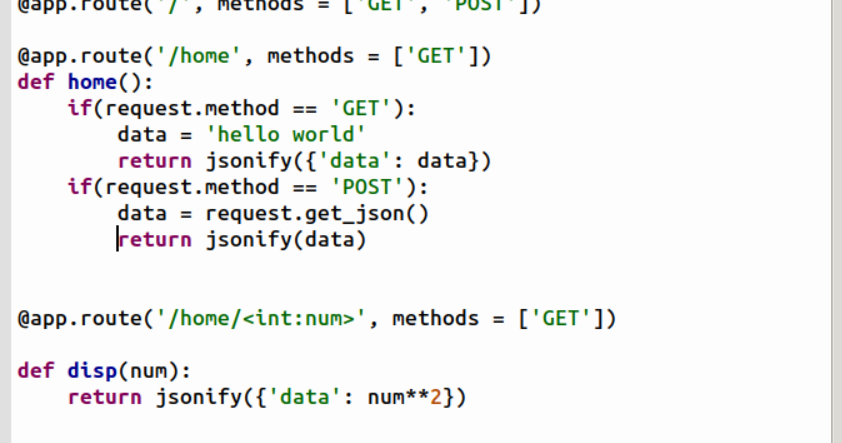 @app.route('/', methods = ['GET', 'POST'])
@app.route('/home', methods = ['GET'])
def home():
    if(request.method == 'GET'):
        data = 'hello world'
        return jsonify({'data': data})
    if(request.method == 'POST'):
        data = request.get_json()
        return jsonify(data)
@app.route('/home/<int:num>', methods = ['GET'])
def disp(num):
    return jsonify({'data': num**2})